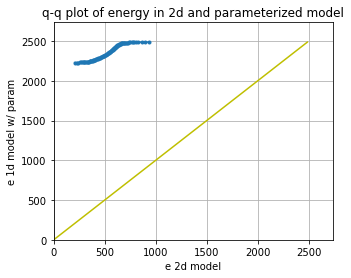 q-q plot of energy in 2d and parameterized model
e 1d model w/ param
2500
2000
1500
1000
500
0
0 500 1000 1500 2000 2500
e 2d model